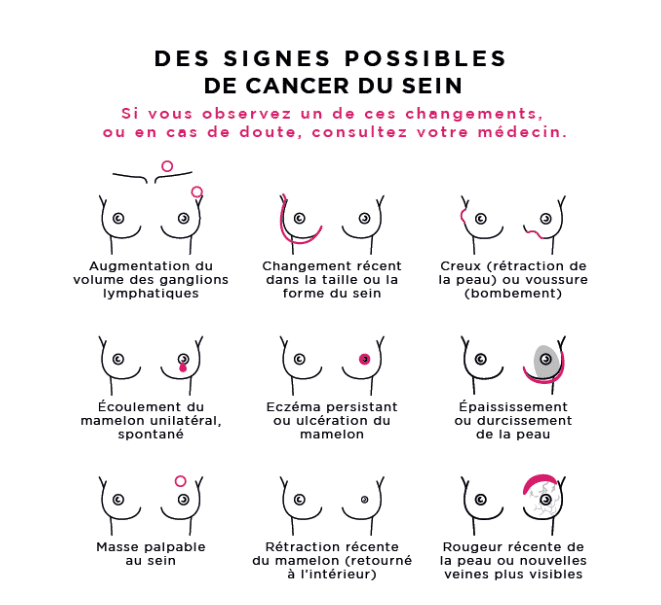 DES SIGNES POSSIBLES
DE CANCER DU SEIN
Si vous observez un de ces changements,
ou en cas de doute, consultez votre médecin.
Augmentation du
volume des ganglions
lymphatiques
Changement récent
dans la taille ou la
forme du sein
Creux (rétraction de
la peau) ou voussure
(bombement)
Écoulement du
mamelon unilatéral,
spontané
Eczéma persistant
ou ulcération du
mamelon
Épaississement
ou durcissement
de la peau
Masse palpable
au sein
Rétraction récente
du mamelon (retourné
à l'intérieur)
Rougeur récente de
la peau ou nouvelles
veines plus visibles